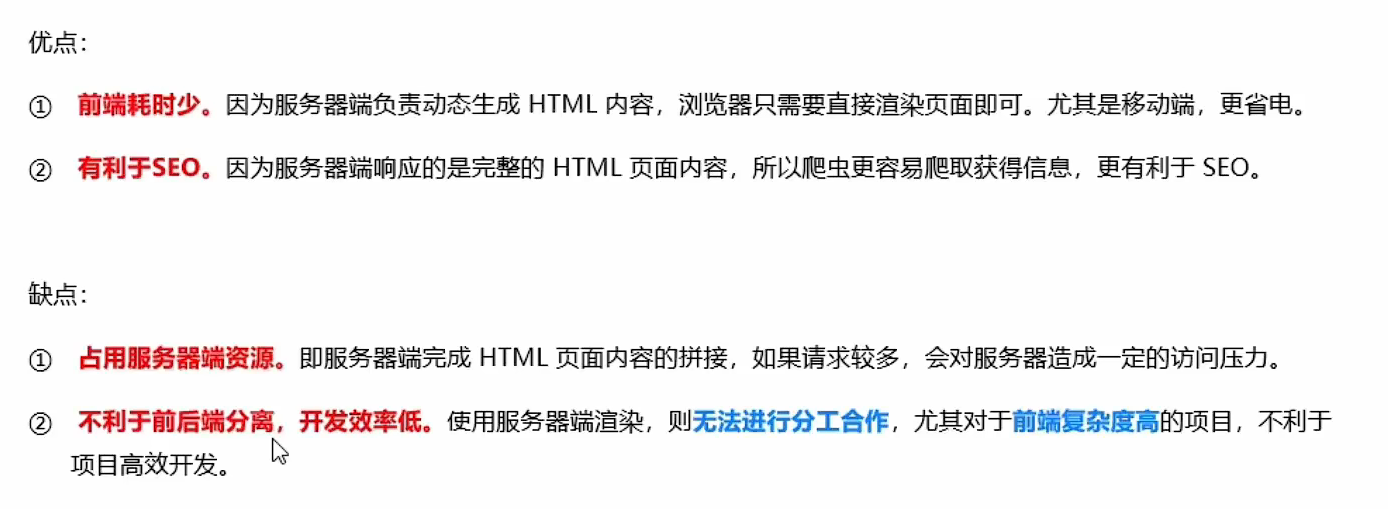 优点：
① 前端耗时少。因为服务器端负责动态生成 HTML 内容，浏览器只需要直接渲染页面即可。尤其是移动端，更省电。
② 有利于SEO。因为服务器端响应的是完整的 HTML 页面内容，所以爬虫更容易爬取获得信息，更有利于 SEO。
缺点：
① 占用服务器端资源。即服务器端完成 HTML 页面内容的拼接，如果请求较多，会对服务器造成一定的访问压力。
② 不利于前后端分离，开发效率低。使用服务器端渲染，则无法进行分工合作，尤其对于前端复杂度高的项目，不利于
项目高效开发。